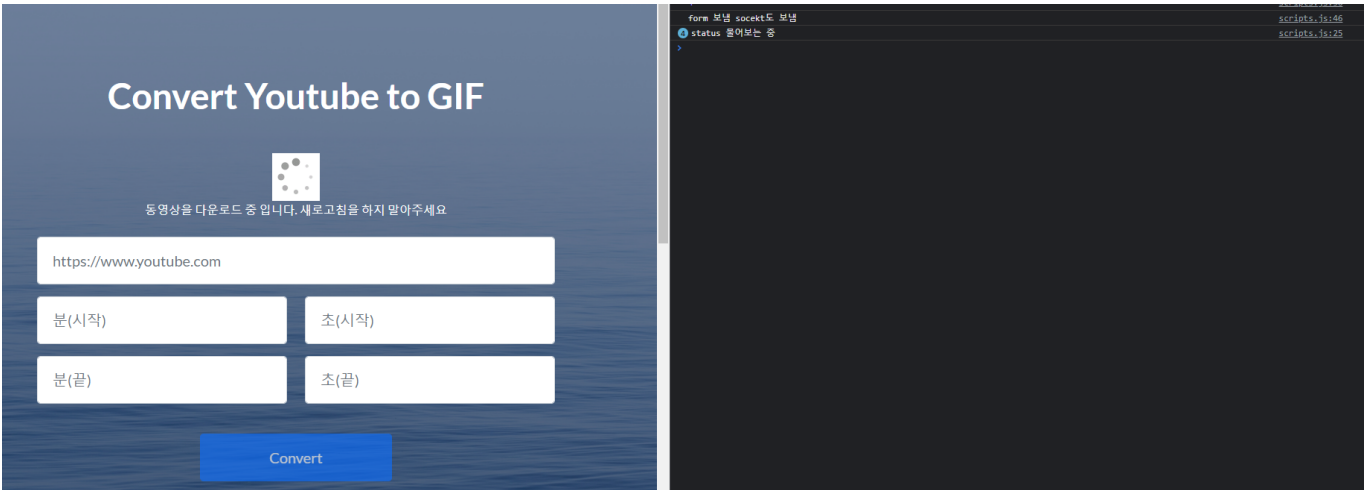 Convert Youtube to GIF
동영상을 다운로드 중 입니다. 새로고침을 하지 말아주세요
https://www.youtube.com
분(시작) 초(시작)
분(끝) 초(끝)
Convert
form 보냄 socekt도 보냄 scripts.js:46
4 status 물어보는 중 scripts.js:25